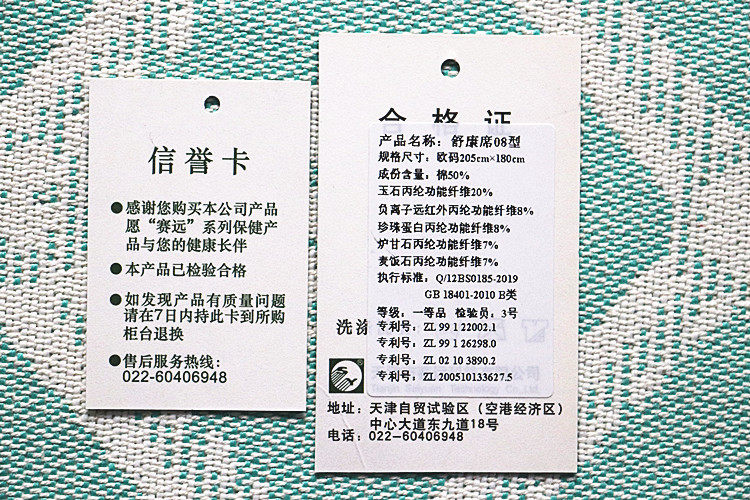 信誉卡
●感谢您购买本公司产品
愿“赛远”系列保健产
品与您的健康长伴
●本产品已检验合格
●如发现产品有质量问题
请在7日内持此卡到所购
柜台退换
●售后服务热线：
022-60406948
合格证
产品名称：舒康席08型
规格尺寸：欧码205cm×180cm
成份含量：棉50%
玉石丙纶功能纤维20%
负离子远红外丙纶功能纤维8%
珍珠蛋白丙纶功能纤维8%
炉甘石丙纶功能纤维7%
麦饭石丙纶功能纤维7%
执行标准：Q/12BS0185-2019
GB 18401-2010 B类
等级：一等品 检验员：3号
专利号：ZL 99 1 22002.1
专利号：ZL 99 1 26298.0
专利号：ZL 02 10 3890.2
专利号：ZL 200510133627.5
洗涤
地址：天津自贸试验区（空港经济区）
中心大道东九道18号
电话：022-60406948